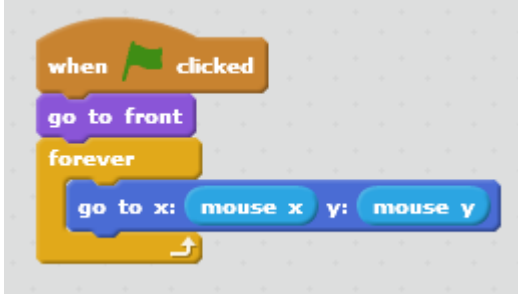 when clicked
go to front
forever
go to x: mouse x y: mouse y